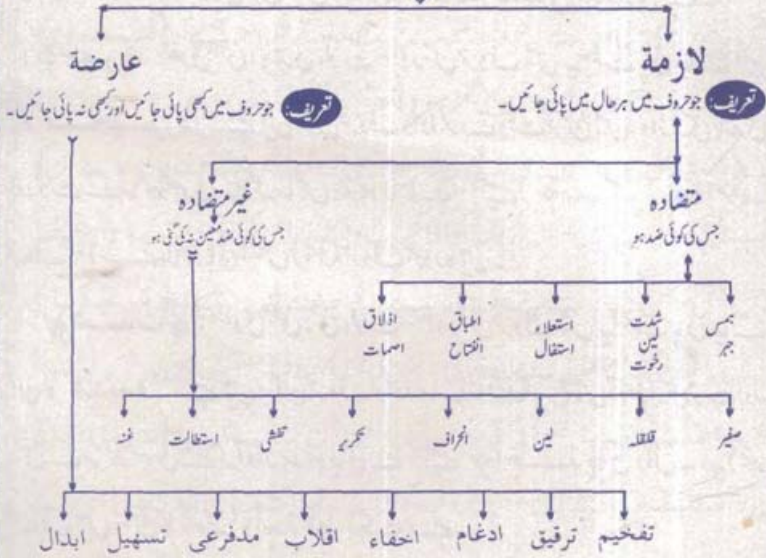 لازمة
تعریف: جو حروف میں ہر حال میں پائی جائیں۔
عارضة
تعریف: جو حروف میں کبھی پائی جائیں اور کبھی نہ پائی جائیں۔
متضادہ
جس کی کوئی ضد ہو
غیر متضادہ
جس کی کوئی ضد معین نہ کی گئی ہو
ہمس
جہر
شدت
لین
رخوت
استعلاء
استفال
اطباق
انفتاح
اذلاق
اصمات
صفیر
قلقلہ
لین
انحراف
تکریر
تفشی
استطالت
غنہ
تفخیم
ترقیق
ادغام
اخفاء
اقلاب
مدفرعی
تسهیل
ابدال